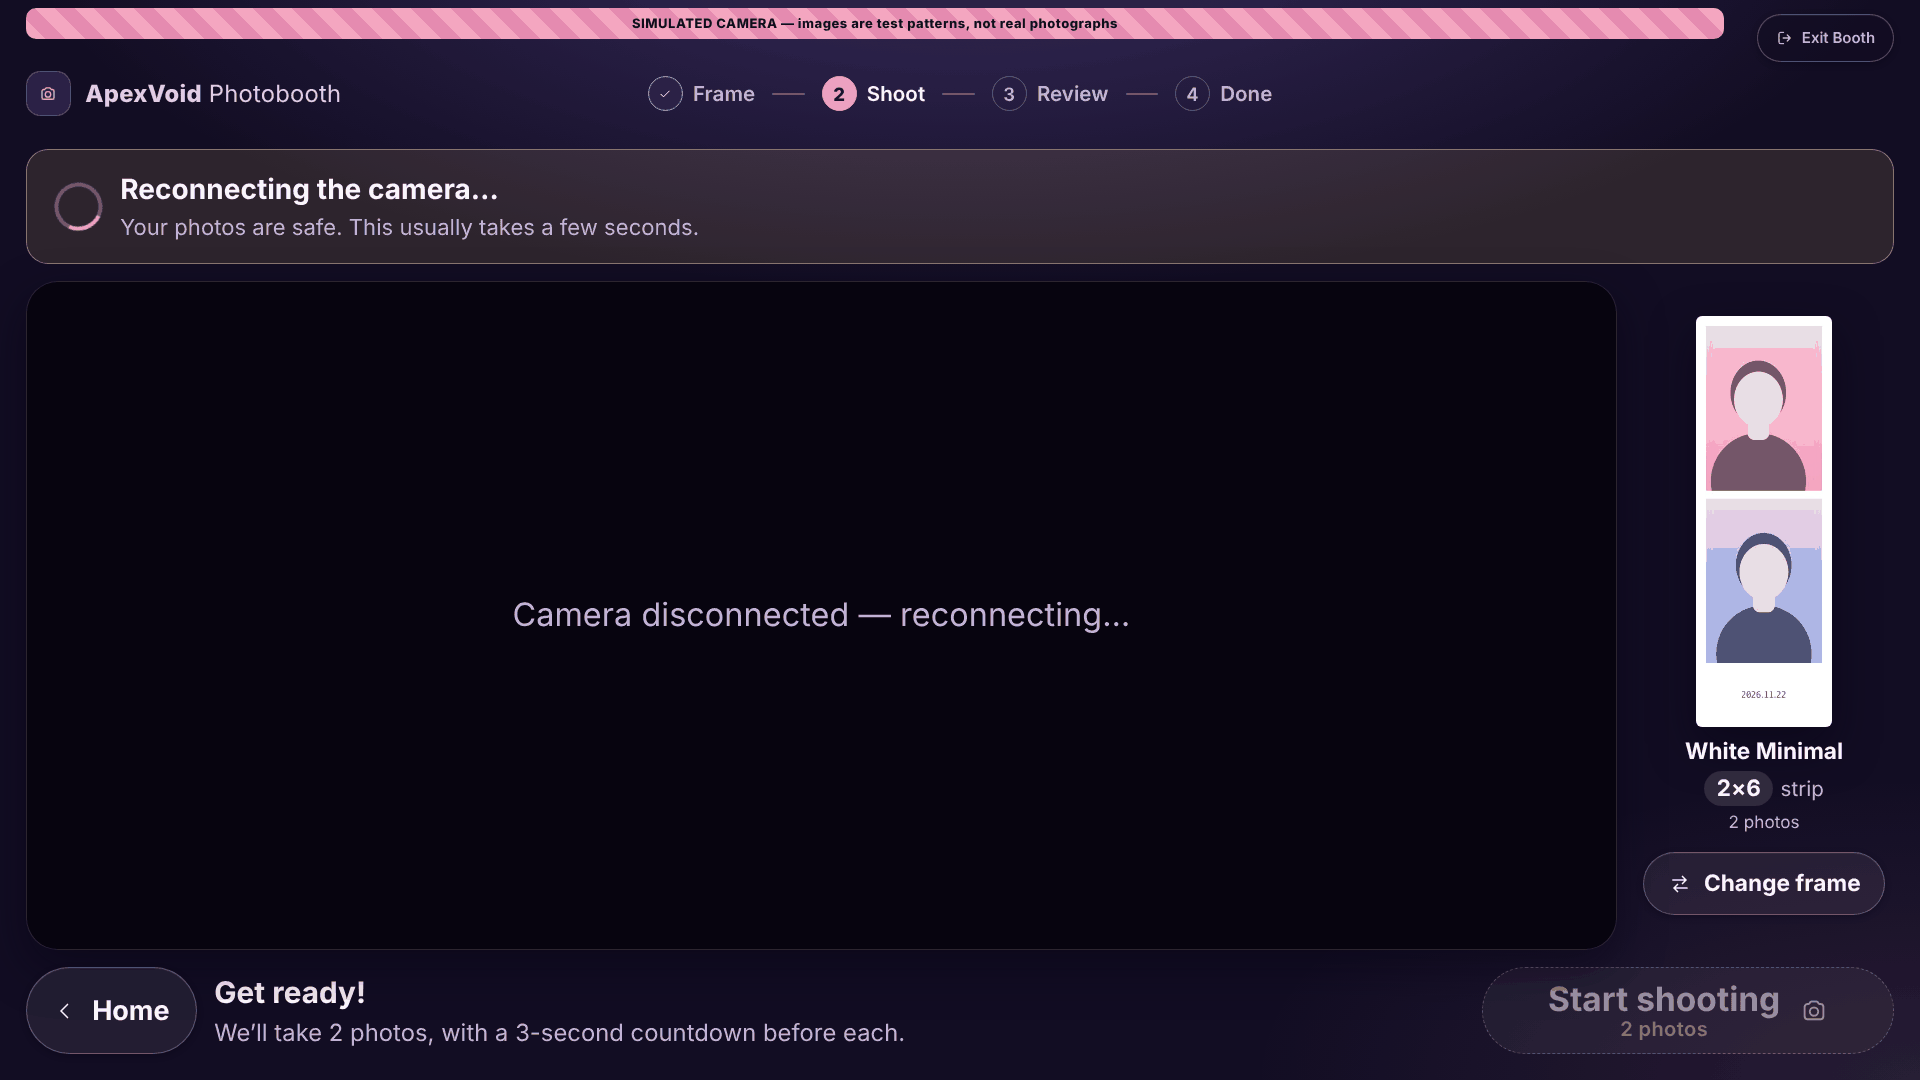 SIMULATED CAMERA — images are test patterns, not real photographs
Exit Booth
ApexVoid Photobooth
Frame
2 Shoot
3 Review
4 Done
Reconnecting the camera…
Your photos are safe. This usually takes a few seconds.
Camera disconnected — reconnecting…
2026.11.22
White Minimal
2×6 strip
2 photos
Change frame
Home
Get ready!
We’ll take 2 photos, with a 3-second countdown before each.
Start shooting
2 photos